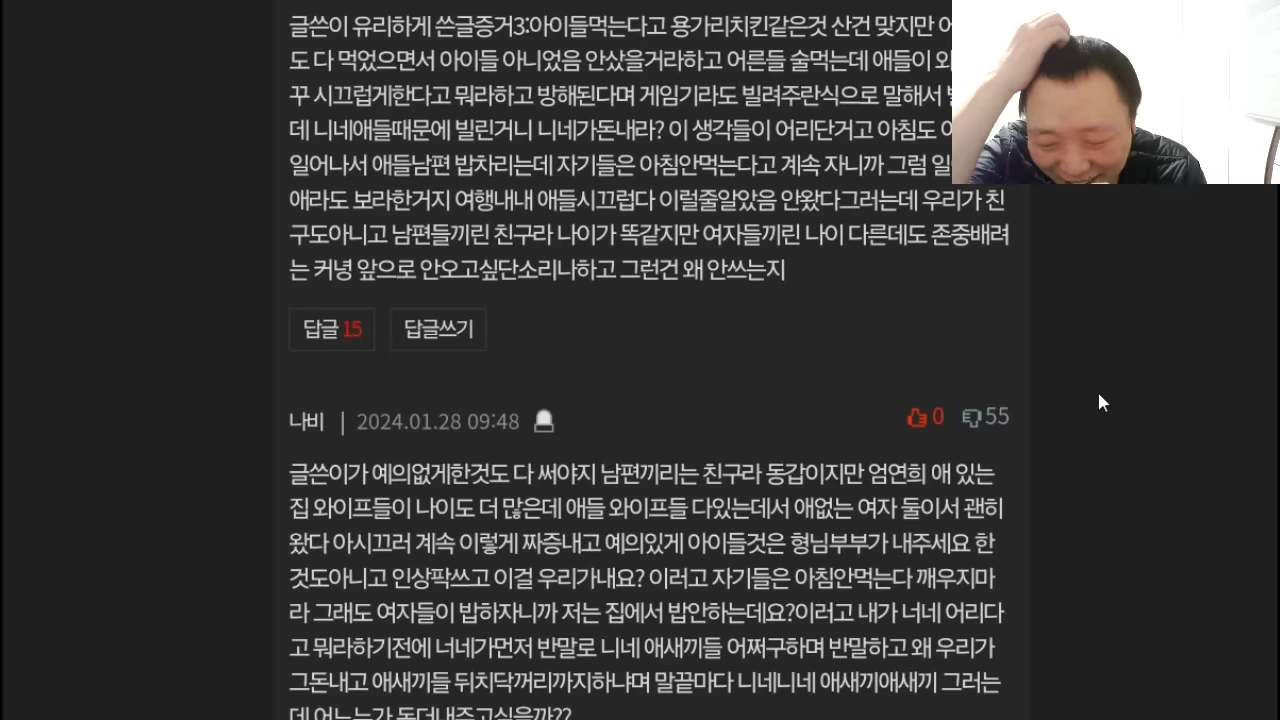 글쓴이 유리하게 쓴글증거3:아이들먹는다고 용가리치킨같은것 산건 맞지만
도 다 먹었으면서 아이들 아니었음 안샀을거라하고 어른들 술먹는데 애들이
꾸 시끄럽게한다고 뭐라하고 방해된다며 게임기라도 빌려주란식으로 말해서
데 니네애들때문에 빌린거니 니네가돈내라? 이 생각들이 어리단거고 아침도
일어나서 애들남편 밥차리는데 자기들은 아침안먹는다고 계속 자니까 그럼
애라도 보라한거지 여행내내 애들시끄럽다 이럴줄알았음 안왔다그러는데 우리가 친
구도아니고 남편들끼린 친구라 나이가 똑같지만 여자들끼린 나이 다른데도 존중배려
는 커녕 앞으로 안오고싶단소리나하고 그런건 왜 안쓰는지
답글 15 답글쓰기
나비 | 2024.01.28 09:48 0 55
글쓴이가 예의없게한것도 다 써야지 남편끼리는 친구라 동갑이지만 엄연희 애 있는
집 와이프들이 나이도 더 많은데 애들 와이프들 다있는데서 애없는 여자 둘이서 괜히
왔다 아시끄러 계속 이렇게 짜증내고 예의있게 아이들것은 형님부부가 내주세요 한
것도아니고 인상팍쓰고 이걸 우리가내요? 이러고 자기들은 아침안먹는다 깨우지마
라 그래도 여자들이 밥하자니까 저는 집에서 밥안하는데요?이러고 내가 너네 어리다
고 뭐라하기전에 너네가먼저 반말로 니네 애새끼들 어쩌구하며 반말하고 왜 우리가
그돈내고 애새끼들 뒤치닥꺼리까지하냐며 말끝마다 니네니네 애새끼애새끼 그러는
데 어느누가 돈더내주고싶을까??